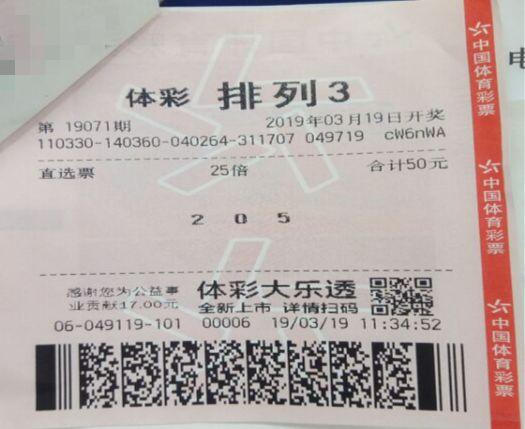 体彩 排列3
第 19071期 2019年03月19日开奖
110330-140360-040264-311707 049719 cW6nWA
直选票 25倍 合计50元
2 0 5
感谢您为公益事
业贡献17.00元
体彩大乐透
全新上市 详情扫码
06-049119-101 00006 19/03/19 11:34:52
中国体育彩票
中国体育彩票
中国体育彩票